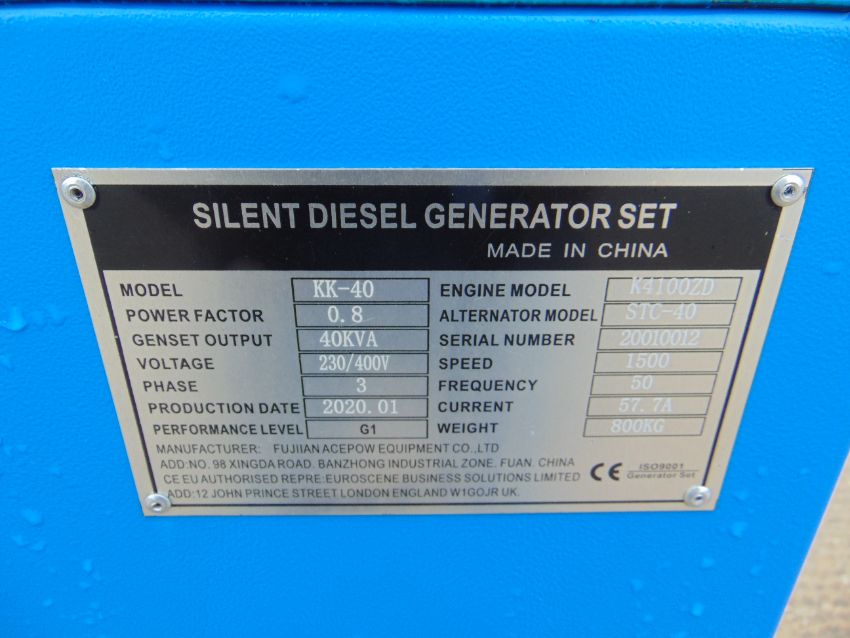 SILENT DIESEL GENERATOR SET
MADE IN CHINA
MODEL KK-40 ENGINE MODEL K4100ZD
POWER FACTOR 0.8 ALTERNATOR MODEL STC-40
GENSET OUTPUT 40KVA SERIAL NUMBER 20010012
VOLTAGE 230/400V SPEED 1500
PHASE 3 FREQUENCY 50
PRODUCTION DATE 2020.01 CURRENT 57.7A
PERFORMANCE LEVEL G1 WEIGHT 800KG
MANUFACTURER: FUJIIAN ACEPOW EQUIPMENT CO.,LTD
ADD:NO. 98 XINGDA ROAD. BANZHONG INDUSTRIAL ZONE. FUAN. CHINA
CE EU AUTHORISED REPRE:EUROSCENE BUSINESS SOLUTIONS LIMITED
ADD:12 JOHN PRINCE STREET LONDON ENGLAND W1GOJR UK.
CE ISO9001
Generator Set